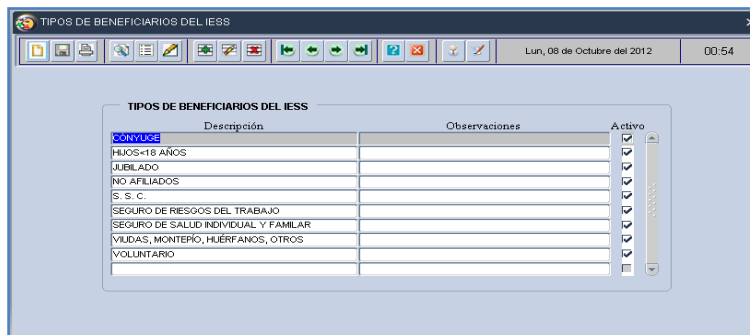 TIPOS DE BENEFICIARIOS DEL IESS
Lun, 08 de Octubre del 2012 00:54
TIPOS DE BENEFICIARIOS DEL IESS
Descripción Observaciones Activo
CÓNYUGE
HIJOS<18 AÑOS
JUBILADO
NO AFILIADOS
S. S. C.
SEGURO DE RIESGOS DEL TRABAJO
SEGURO DE SALUD INDIVIDUAL Y FAMILAR
VIUDAS, MONTEPÍO, HUÉRFANOS, OTROS
VOLUNTARIO